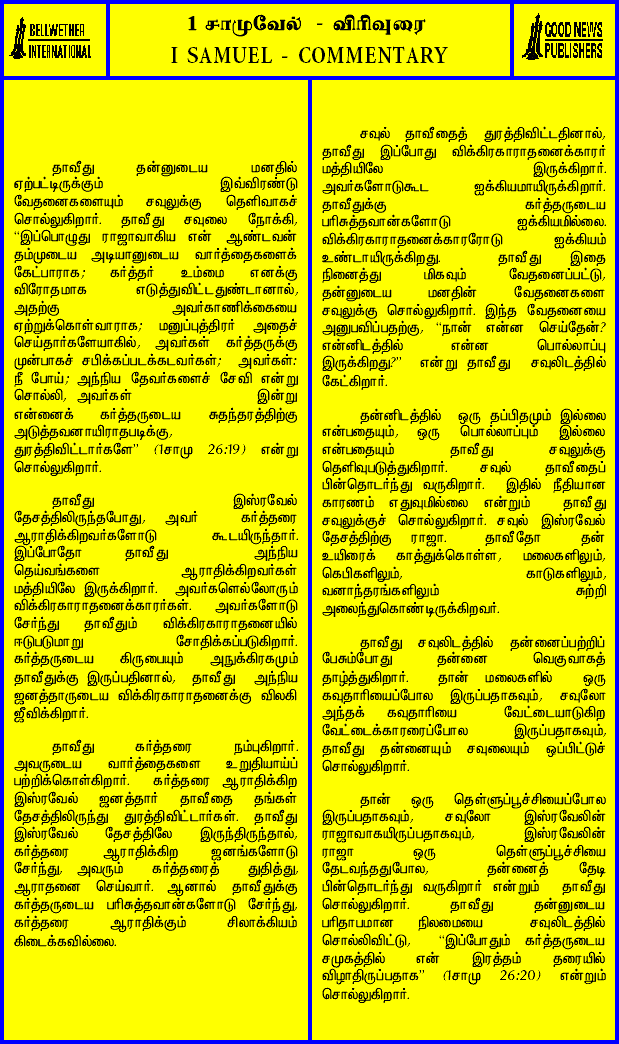 BELLWETHER
INTERNATIONAL
1 சாமுவேல் - விரிவுரை
I SAMUEL - COMMENTARY
GOOD NEWS
PUBLISHERS
தாவீது தன்னுடைய மனதில்
ஏற்பட்டிருக்கும் இவ்விரண்டு
வேதனைகளையும் சவுலுக்கு தெளிவாகச்
சொல்லுகிறார். தாவீது சவுலை நோக்கி,
“இப்பொழுது ராஜாவாகிய என் ஆண்டவன்
தம்முடைய அடியானுடைய வார்த்தைகளைக்
கேட்பாராக; கர்த்தர் உம்மை எனக்கு
விரோதமாக எடுத்துவிட்டதுண்டானால்,
அதற்கு அவர்காணிக்கையை
ஏற்றுக்கொள்வாராக; மனுப்புத்திரர் அதைச்
செய்தார்களேயாகில், அவர்கள் கர்த்தருக்கு
முன்பாகச் சபிக்கப்படக்கடவர்கள்; அவர்கள்:
நீ போய்; அந்நிய தேவர்களைச் சேவி என்று
சொல்லி, அவர்கள் இன்று
என்னைக் கர்த்தருடைய சுதந்தரத்திற்கு
அடுத்தவனாயிராதபடிக்கு,
துரத்திவிட்டார்களே” (1சாமு 26:19) என்று
சொல்லுகிறார்.
தாவீது இஸ்ரவேல்
தேசத்திலிருந்தபோது, அவர் கர்த்தரை
ஆராதிக்கிறவர்களோடு கூடயிருந்தார்.
இப்போதோ தாவீது அந்நிய
தெய்வங்களை ஆராதிக்கிறவர்கள்
மத்தியிலே இருக்கிறார். அவர்களெல்லோரும்
விக்கிரகாராதனைக்காரர்கள். அவர்களோடு
சேர்ந்து தாவீதும் விக்கிரகாராதனையில்
ஈடுபடுமாறு சோதிக்கப்படுகிறார்.
கர்த்தருடைய கிருபையும் அநுக்கிரகமும்
தாவீதுக்கு இருப்பதினால், தாவீது அந்நிய
ஜனத்தாருடைய விக்கிரகாராதனைக்கு விலகி
ஜீவிக்கிறார்.
தாவீது கர்த்தரை நம்புகிறார்.
அவருடைய வார்த்தைகளை உறுதியாய்ப்
பற்றிக்கொள்கிறார். கர்த்தரை ஆராதிக்கிற
இஸ்ரவேல் ஜனத்தார் தாவீதை தங்கள்
தேசத்திலிருந்து துரத்திவிட்டார்கள். தாவீது
இஸ்ரவேல் தேசத்திலே இருந்திருந்தால்,
கர்த்தரை ஆராதிக்கிற ஜனங்களோடு
சேர்ந்து, அவரும் கர்த்தரைத் துதித்து,
ஆராதனை செய்வார். ஆனால் தாவீதுக்கு
கர்த்தருடைய பரிசுத்தவான்களோடு சேர்ந்து,
கர்த்தரை ஆராதிக்கும் சிலாக்கியம்
கிடைக்கவில்லை.
சவுல் தாவீதைத் துரத்திவிட்டதினால்,
தாவீது இப்போது விக்கிரகாராதனைக்காரர்
மத்தியிலே இருக்கிறார்.
அவர்களோடுகூட ஐக்கியமாயிருக்கிறார்.
தாவீதுக்கு கர்த்தருடைய
பரிசுத்தவான்களோடு ஐக்கியமில்லை.
விக்கிரகாராதனைக்காரரோடு ஐக்கியம்
உண்டாயிருக்கிறது. தாவீது இதை
நினைத்து மிகவும் வேதனைப்பட்டு,
தன்னுடைய மனதின் வேதனைகளை
சவுலுக்கு சொல்லுகிறார். இந்த வேதனையை
அனுபவிப்பதற்கு, “நான் என்ன செய்தேன்?
என்னிடத்தில் என்ன பொல்லாப்பு
இருக்கிறது?” என்று தாவீது சவுலிடத்தில்
கேட்கிறார்.
தன்னிடத்தில் ஒரு தப்பிதமும் இல்லை
என்பதையும், ஒரு பொல்லாப்பும் இல்லை
என்பதையும் தாவீது சவுலுக்கு
தெளிவுபடுத்துகிறார். சவுல் தாவீதைப்
பின்தொடர்ந்து வருகிறார். இதில் நீதியான
காரணம் எதுவுமில்லை என்றும் தாவீது
சவுலுக்குச் சொல்லுகிறார். சவுல் இஸ்ரவேல்
தேசத்திற்கு ராஜா. தாவீதோ தன்
உயிரைக் காத்துக்கொள்ள, மலைகளிலும்,
கெபிகளிலும், காடுகளிலும்,
வனாந்தரங்களிலும் சுற்றி
அலைந்துகொண்டிருக்கிறவர்.
தாவீது சவுலிடத்தில் தன்னைப்பற்றிப்
பேசும்போது தன்னை வெகுவாகத்
தாழ்த்துகிறார். தான் மலைகளில் ஒரு
கவுதாரியைப்போல இருப்பதாகவும், சவுலோ
அந்தக் கவுதாரியை வேட்டையாடுகிற
வேட்டைக்காரரைப்போல இருப்பதாகவும்,
தாவீது தன்னையும் சவுலையும் ஒப்பிட்டுச்
சொல்லுகிறார்.
தான் ஒரு தெள்ளுப்பூச்சியைப்போல
இருப்பதாகவும், சவுலோ இஸ்ரவேலின்
ராஜாவாகயிருப்பதாகவும், இஸ்ரவேலின்
ராஜா ஒரு தெள்ளுப்பூச்சியை
தேடவந்ததுபோல, தன்னைத் தேடி
பின்தொடர்ந்து வருகிறார் என்றும் தாவீது
சொல்லுகிறார். தாவீது தன்னுடைய
பரிதாபமான நிலமையை சவுலிடத்தில்
சொல்லிவிட்டு, “இப்போதும் கர்த்தருடைய
சமுகத்தில் என் இரத்தம் தரையில்
விழாதிருப்பதாக” (1சாமு 26:20) என்றும்
சொல்லுகிறார்.